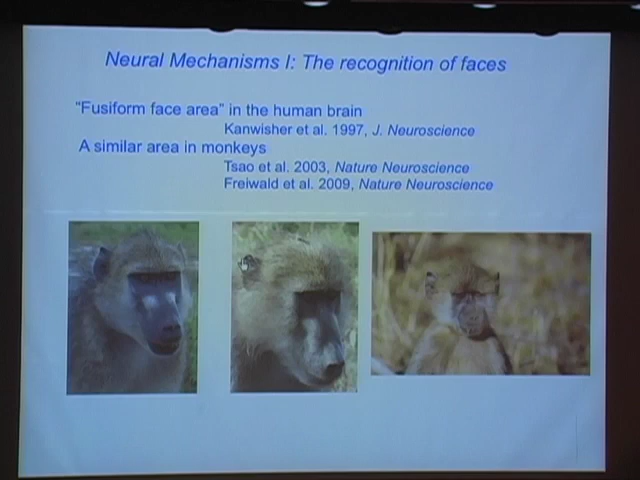 Neural Mechanisms I: The recognition of faces
"Fusiform face area" in the human brain
Kanwisher et al. 1997, J. Neuroscience
A similar area in monkeys
Tsao et al. 2003, Nature Neuroscience
Freiwald et al. 2009, Nature Neuroscience